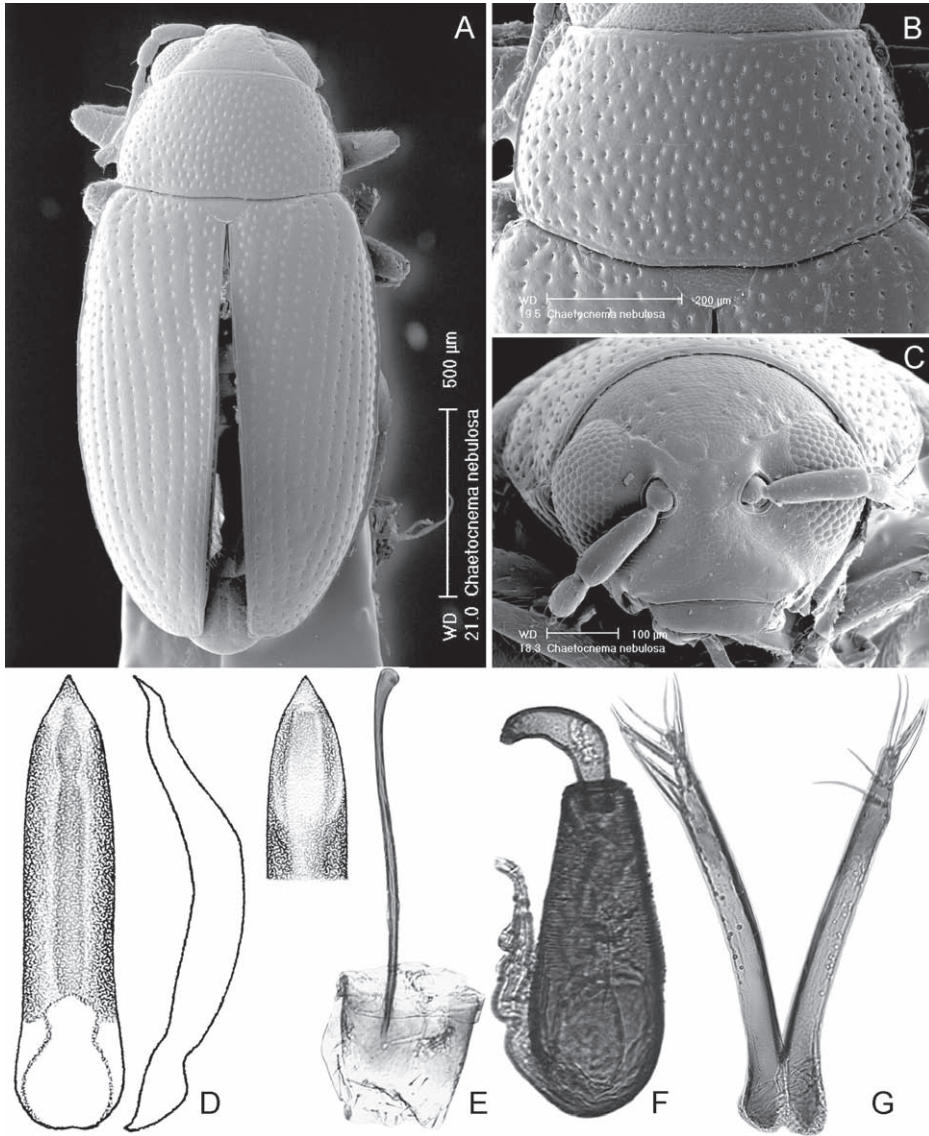 A
500 µm
WD
21.0 Chaetocnema nebulosa
B
WD 200 µm
19.5 Chaetocnema nebulosa
C
WD 100 µm
18.3 Chaetocnema nebulosa
D
E
F
G